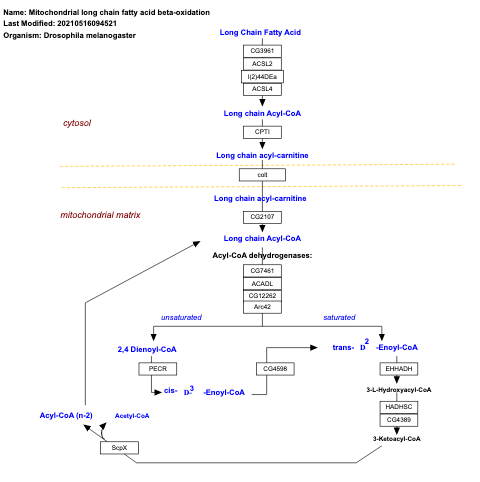 Name: Mitochondrial long chain fatty acid beta-oxidation
Last Modified: 20210516094521
Organism: Drosophila melanogaster
Long Chain Fatty Acid
CG3961
ACSL2
l(2)44DEa
ACSL4
Long chain Acyl-CoA
cytosol
CPTI
Long chain acyl-carnitine
colt
Long chain acyl-carnitine
mitochondrial matrix
CG2107
Long chain Acyl-CoA
Acyl-CoA dehydrogenases:
CG7461
ACADL
CG12262
Arc42
unsaturated
saturated
2,4 Dienoyl-CoA
trans- D2 -Enoyl-CoA
PECR
CG4598
EHHADH
cis- D-3 -Enoyl-CoA
3-L-Hydroxyacyl-CoA
HADHSC
Acyl-CoA (n-2)
Acetyl-CoA
CG4389
3-Ketoacyl-CoA
ScpX